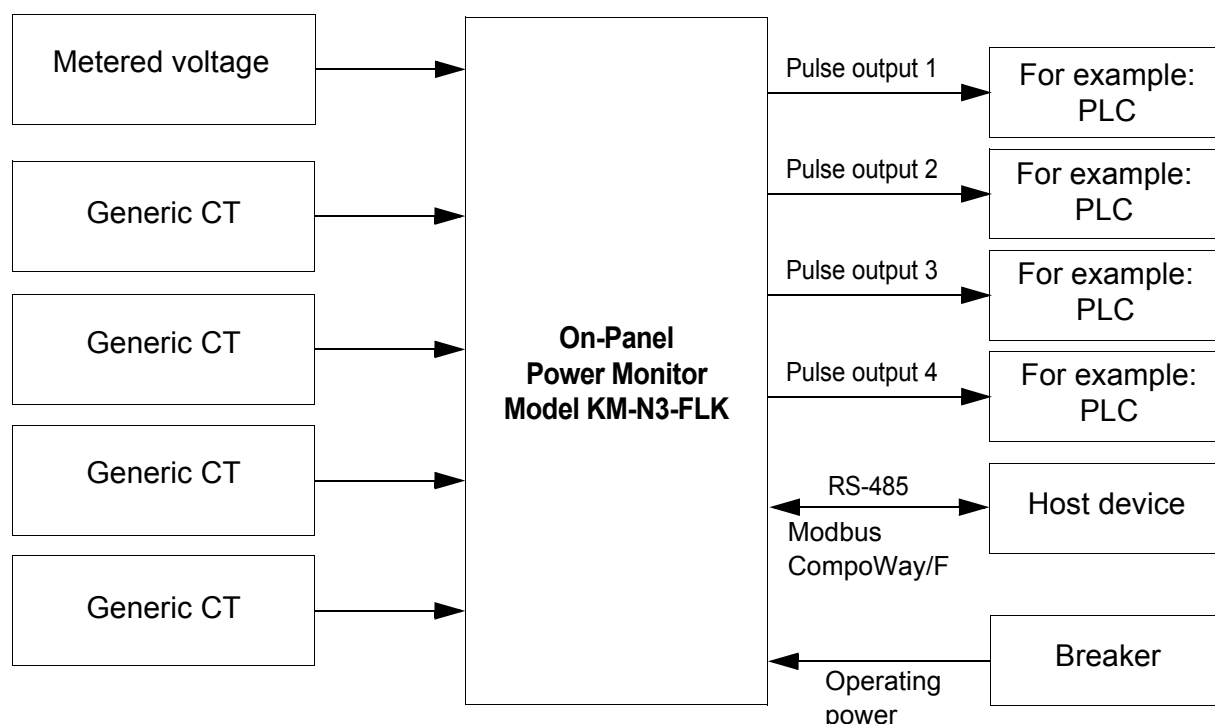 Metered voltage
Generic CT
Generic CT
Generic CT
Generic CT
On-Panel
Power Monitor
Model KM-N3-FLK
Pulse output 1
For example:
PLC
Pulse output 2
For example:
PLC
Pulse output 3
For example:
PLC
Pulse output 4
For example:
PLC
RS-485
Modbus
CompoWay/F
Host device
Operating
power
Breaker